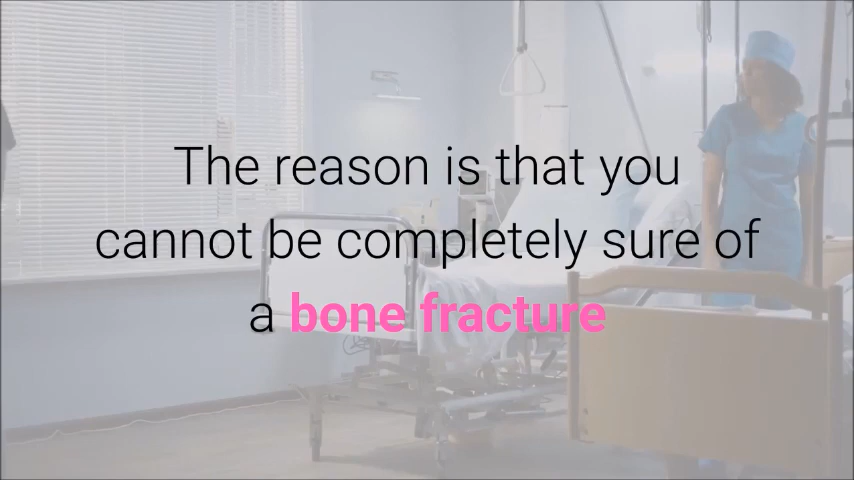 The reason is that you
cannot be completely sure of
a bone fracture